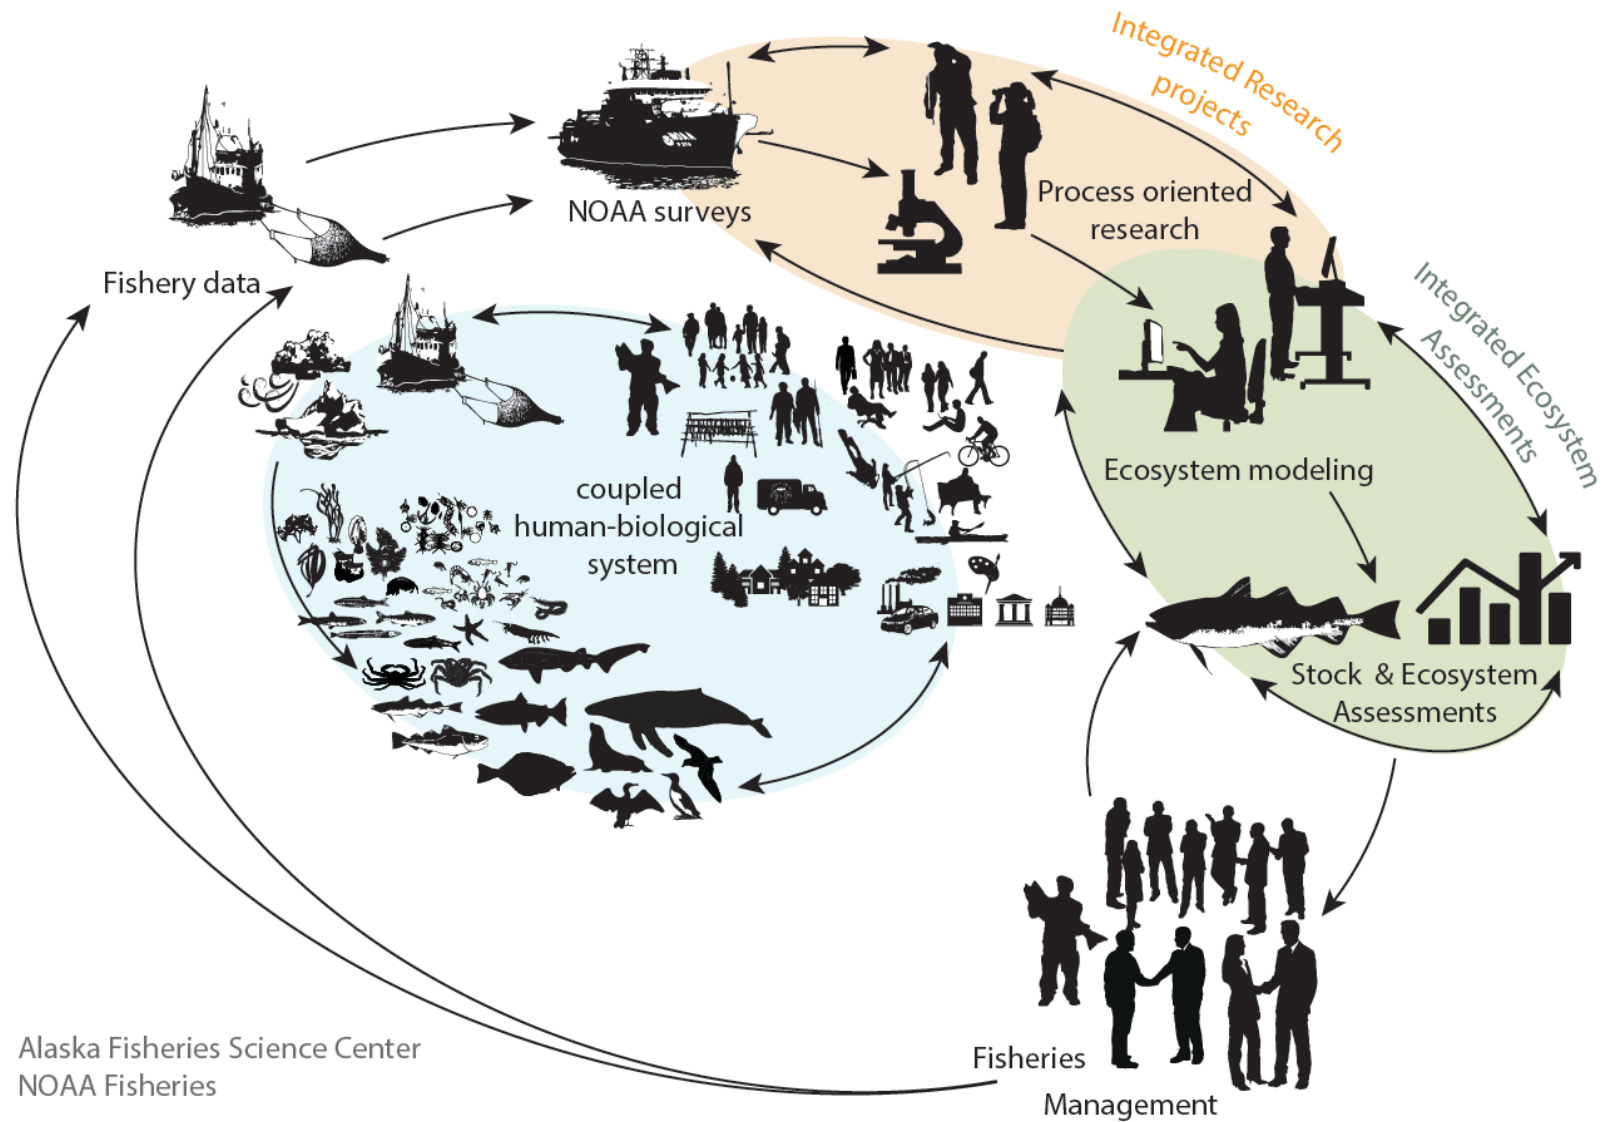 Integrated Research
projects
NOAA surveys
Process oriented
research
Fishery data
Integrated Ecosystem
Assessments
Ecosystem modeling
coupled
human-biological
system
Stock & Ecosystem
Assessments
Fisheries
Management
Alaska Fisheries Science Center
NOAA Fisheries